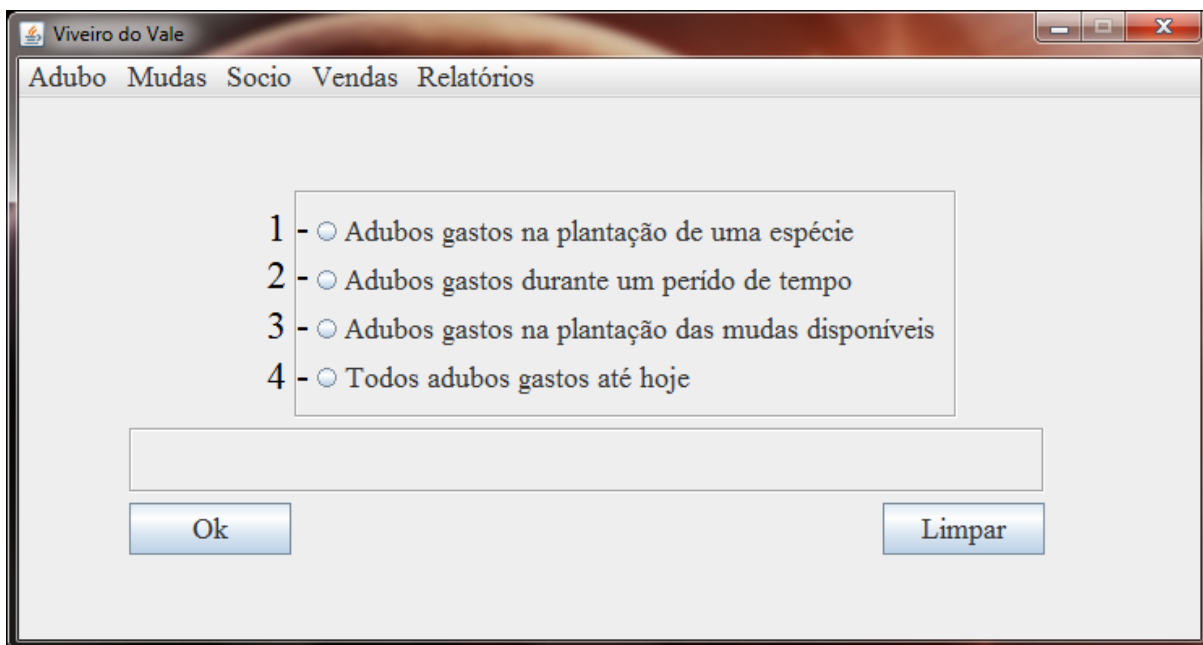 Viveiro do Vale
Adubo Mudas Socio Vendas Relatórios
1 - Adubos gastos na plantação de uma espécie
2 - Adubos gastos durante um perído de tempo
3 - Adubos gastos na plantação das mudas disponíveis
4 - Todos adubos gastos até hoje
Ok Limpar